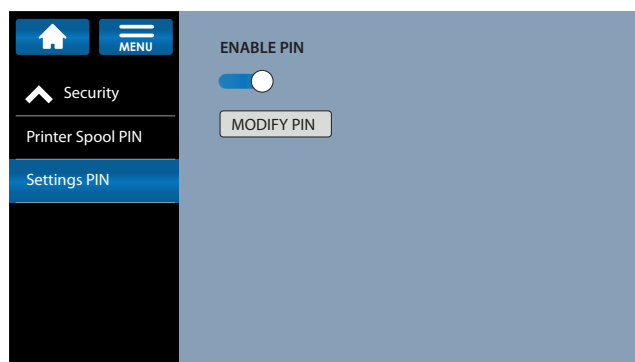 MENU
Security
Printer Spool PIN
Settings PIN
ENABLE PIN
MODIFY PIN